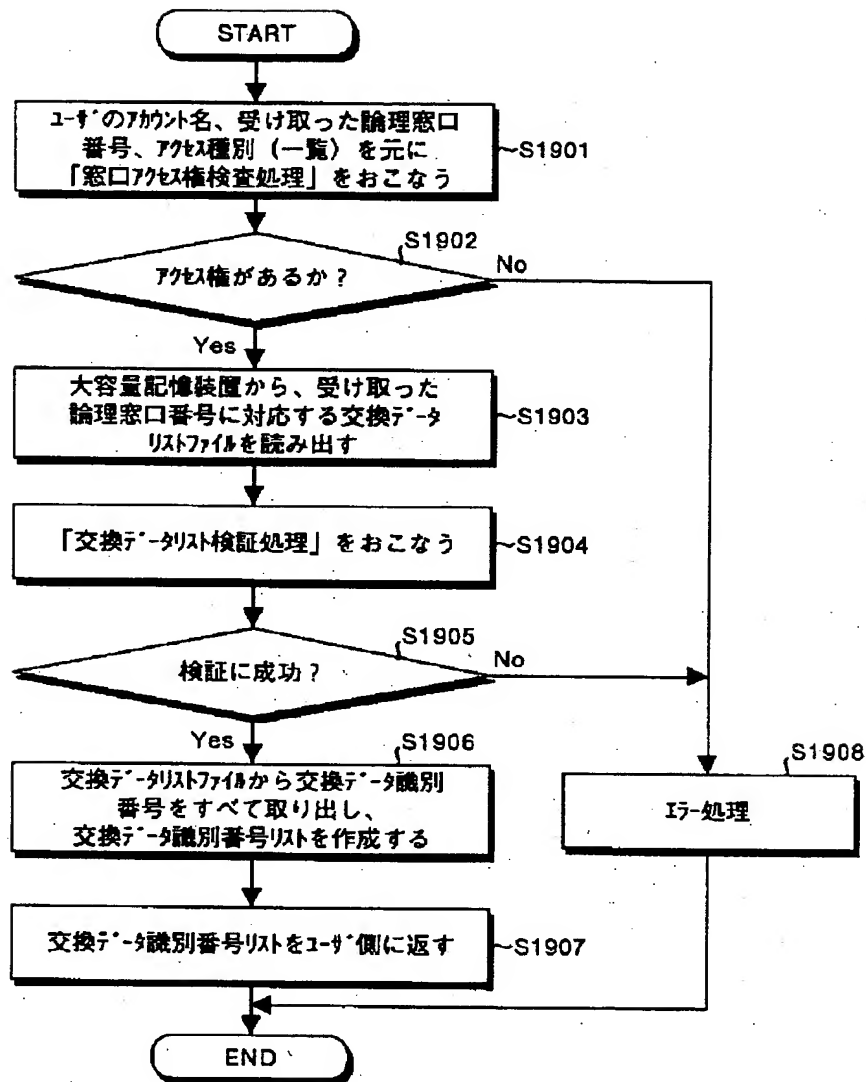 START
ユーザのアカウント名、受け取った論理窓口
番号、アクセス種別（一覧）を元に
「窓口アクセス権検査処理」をおこなう
~S1901
S1902
アクセス権があるか？
No
Yes
大容量記憶装置から、受け取った
論理窓口番号に対応する交換データ
リストファイルを読み出す
~S1903
「交換データリスト検証処理」をおこなう
~S1904
S1905
検証に成功？
No
Yes
S1906
交換データリストファイルから交換データ識別
番号をすべて取り出し、
交換データ識別番号リストを作成する
S1908
エラー処理
交換データ識別番号リストをユーザ側に返す
~S1907
END